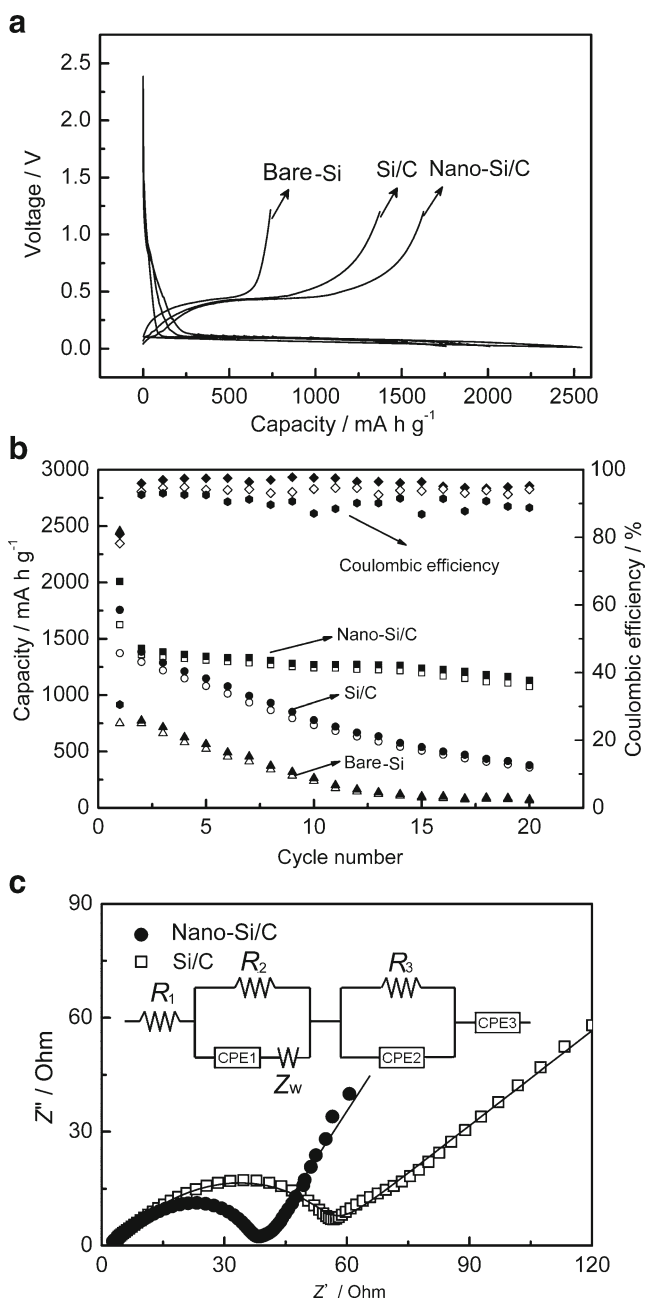 a
2.5
2.0
1.5
1.0
0.5
0.0
Voltage / V
Bare-Si
Si/C
Nano-Si/C
0 500 1000 1500 2000 2500
Capacity / mA h g⁻¹
b
3000
2500
2000
1500
1250
1000
750
500
250
0
Capacity / mA h g⁻¹
100
80
60
40
20
0
Coulombic efficiency / %
Coulombic efficiency
Nano-Si/C
Si/C
Bare-Si
0 5 10 15 20
Cycle number
c
90
60
30
0
Z" / Ohm
Nano-Si/C
Si/C
R₁
R₂
R₃
CPE1
Zw
CPE2
CPE3
0 30 60 90 120
Z' / Ohm